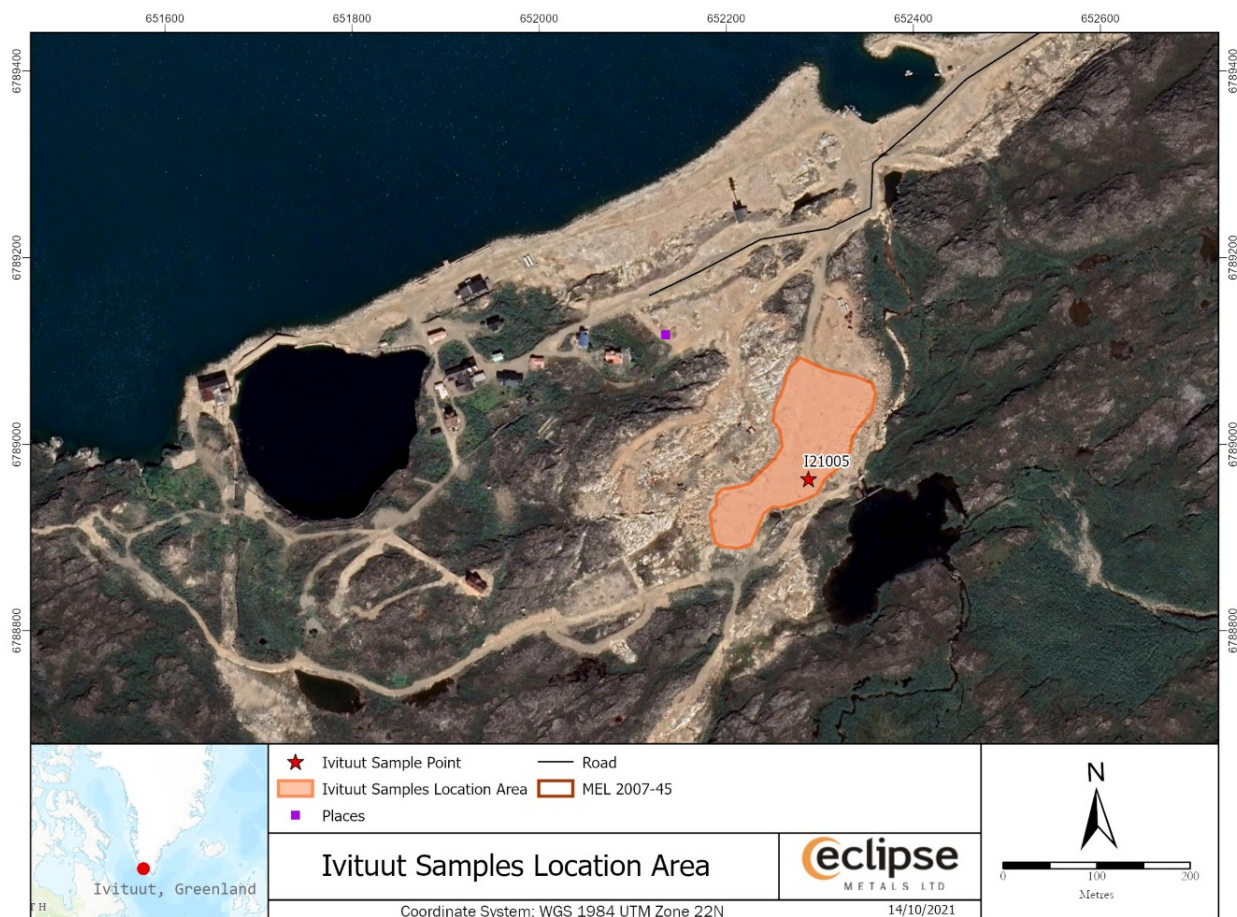 651600 651800 652000 652200 652400 652600
6789400 6789400
6789200 6789200
6789000 6789000
6788800 6788800
I21005
Ivituut Sample Point
Road
Ivituut Samples Location Area
MEL 2007-45
Places
Ivituut, Greenland
TH
Ivituut Samples Location Area
eclipse
METALS LTD
Coordinate System: WGS 1984 UTM Zone 22N
14/10/2021
N
0 100 200
Metres